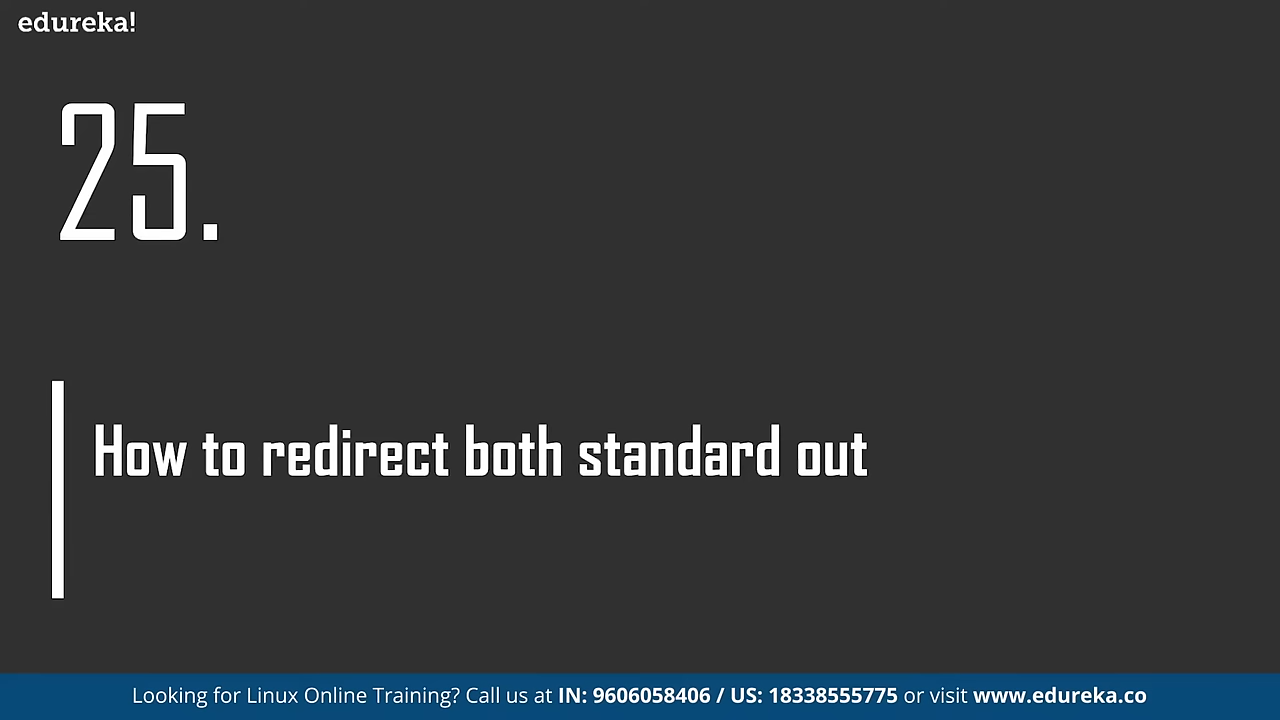 edureka!
25.
How to redirect both standard out
Looking for Linux Online Training? Call us at IN: 9606058406 / US: 18338555775 or visit www.edureka.co